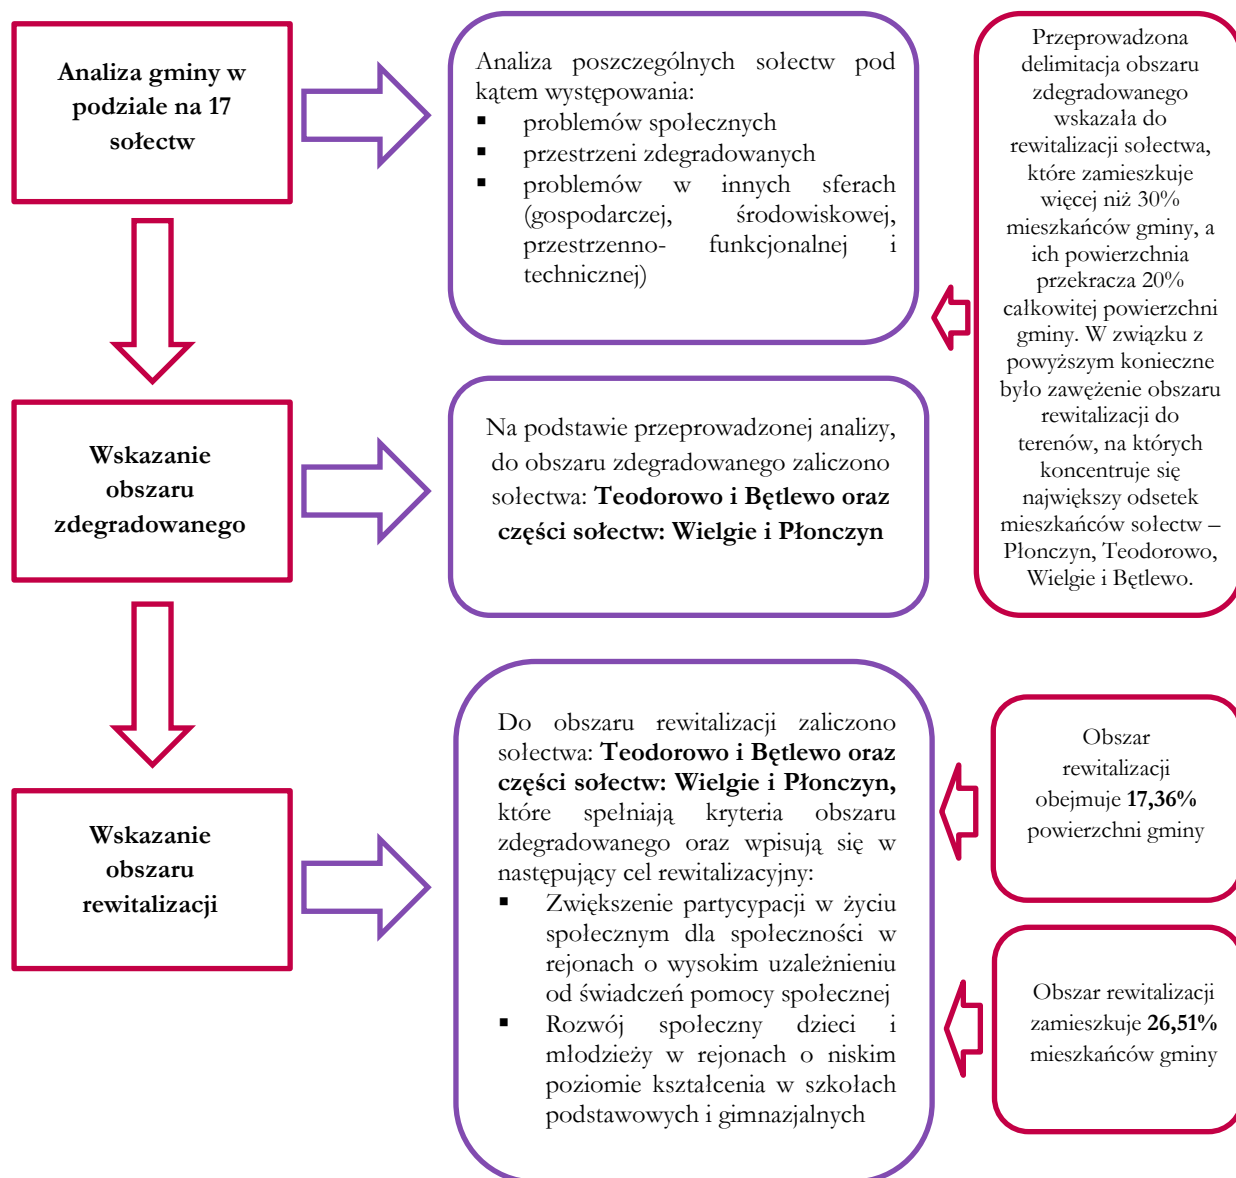 Analiza gminy w
podziale na 17
sołectw
Analiza poszczególnych sołectw pod
kątem występowania:
▪ problemów społecznych
▪ przestrzeni zdegradowanych
▪ problemów w innych sferach
(gospodarczej, środowiskowej,
przestrzenno- funkcjonalnej i
technicznej)
Przeprowadzona
delimitacja obszaru
zdegradowanego
wskazała do
rewitalizacji sołectwa,
które zamieszkuje
więcej niż 30%
mieszkańców gminy, a
ich powierzchnia
przekracza 20%
całkowitej powierzchni
gminy. W związku z
powyższym konieczne
było zawężenie obszaru
rewitalizacji do
terenów, na których
koncentruje się
największy odsetek
mieszkańców sołectw –
Płonczyn, Teodorowo,
Wielgie i Bętlewo.
Wskazanie
obszaru
zdegradowanego
Na podstawie przeprowadzonej analizy,
do obszaru zdegradowanego zaliczono
sołectwa: Teodorowo i Bętlewo oraz
części sołectw: Wielgie i Płonczyn
Wskazanie
obszaru
rewitalizacji
Do obszaru rewitalizacji zaliczono
sołectwa: Teodorowo i Bętlewo oraz
części sołectw: Wielgie i Płonczyn,
które spełniają kryteria obszaru
zdegradowanego oraz wpisują się w
następujący cel rewitalizacyjny:
▪ Zwiększenie partycypacji w życiu
społecznym dla społeczności w
rejonach o wysokim uzależnieniu
od świadczeń pomocy społecznej
▪ Rozwój społeczny dzieci i
młodzieży w rejonach o niskim
poziomie kształcenia w szkołach
podstawowych i gimnazjalnych
Obszar
rewitalizacji
obejmuje 17,36%
powierzchni gminy
Obszar rewitalizacji
zamieszkuje 26,51%
mieszkańców gminy